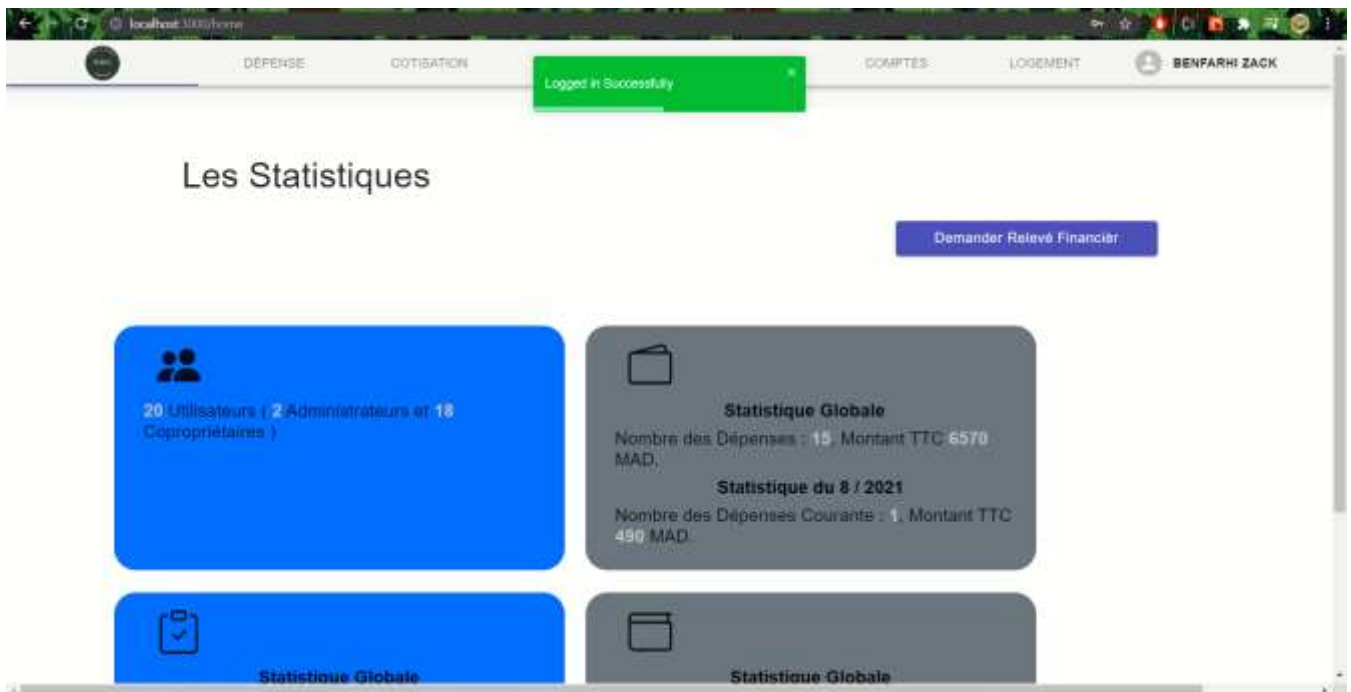 localhost:3000/home
DÉPENSE COTISATION COMPTES LOGEMENT BENFARHI ZACK
Logged in Successfully
Les Statistiques
Demander Relevé Financièr
20 Utilisateurs ( 2 Administrateurs et 18
Copropriétaires )
Statistique Globale
Nombre des Dépenses : 15, Montant TTC 6570
MAD.
Statistique du 8 / 2021
Nombre des Dépenses Courante : 1, Montant TTC
490 MAD.
Statistique Globale
Statistique Globale